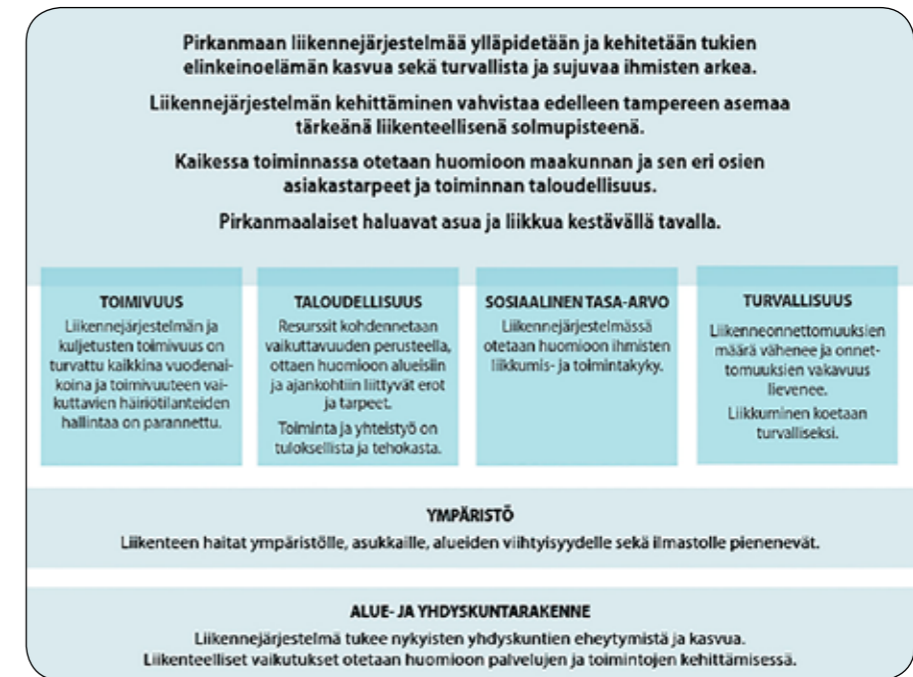 Pirkanmaan liikennejärjestelmää ylläpidetään ja kehitetään tukien
elinkeinoelämän kasvua sekä turvallista ja sujuvaa ihmisten arkea.
Liikennejärjestelmän kehittäminen vahvistaa edelleen tampereen asemaa
tärkeänä liikenteellisenä solmupisteenä.
Kaikessa toiminnassa otetaan huomioon maakunnan ja sen eri osien
asiakastarpeet ja toiminnan taloudellisuus.
Pirkanmaalaiset haluavat asua ja liikkua kestävällä tavalla.
TOIMIVUUS
Liikennejärjestelmän ja
kuljetusten toimivuus on
turvattu kaikkina vuodenai-
koina ja toimivuuteen vai-
kuttavien häiriötilanteiden
hallintaa on parannettu.
TALOUDELLISUUS
Resurssit kohdennetaan
vaikuttavuuden perusteella,
ottaen huomioon alueisiin
ja ajankohtiin liittyvät erot
ja tarpeet.
Toiminta ja yhteistyö on
tuloksellista ja tehokasta.
SOSIAALINEN TASA-ARVO
Liikennejärjestelmässä
otetaan huomioon ihmisten
liikkumis- ja toimintakyky.
TURVALLISUUS
Liikenneonnettomuuksien
määrä vähenee ja onnet-
tomuuksien vakavuus
lievenee.
Liikkuminen koetaan
turvalliseksi.
YMPÄRISTÖ
Liikenteen haitat ympäristölle, asukkaille, alueiden viihtyisyydelle sekä ilmastolle pienenevät.
ALUE- JA YHDYSKUNTARAKENNE
Liikennejärjestelmä tukee nykyisten yhdyskuntien eheytymistä ja kasvua.
Liikenteelliset vaikutukset otetaan huomioon palvelujen ja toimintojen kehittämisessä.